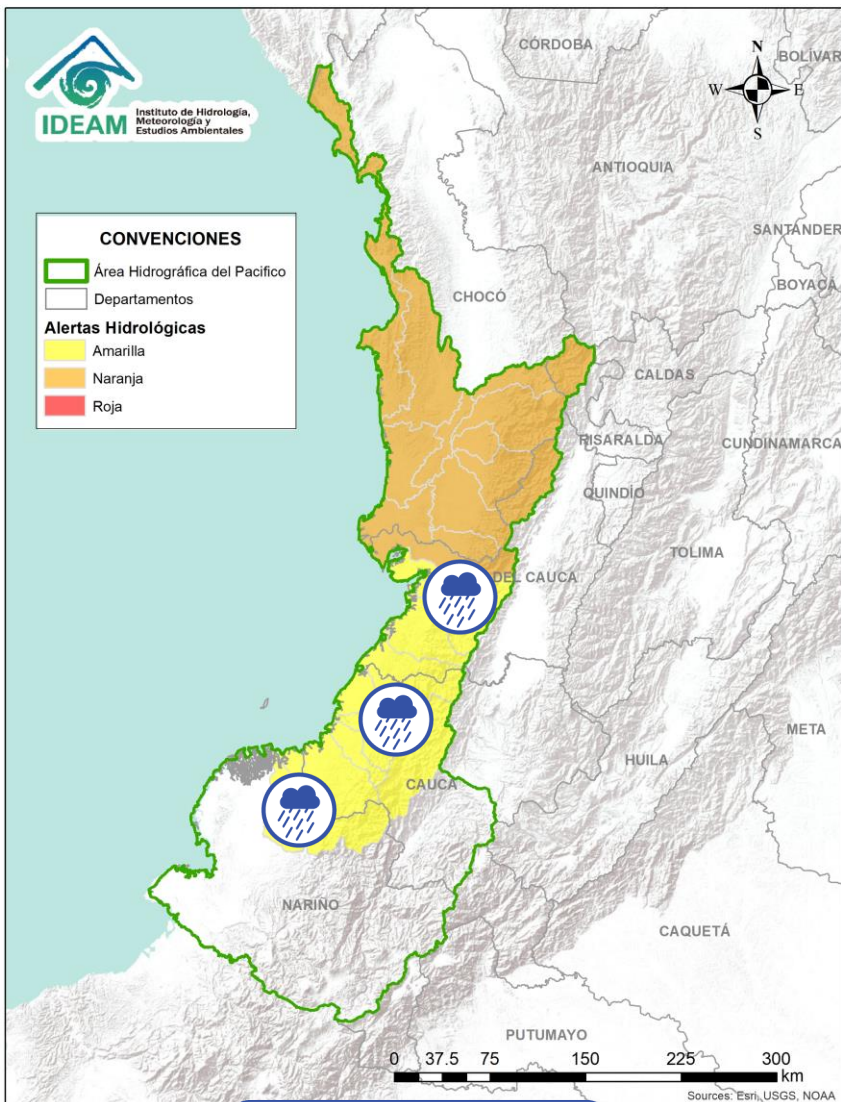 IDEAM
Instituto de Hidrología,
Meteorología y
Estudios Ambientales
N
W
E
S
CÓRDOBA
BOLÍVAR
ANTIOQUIA
SANTANDER
BOYACÁ
CHOCÓ
CALDAS
RISARALDA
CUNDINAMARCA
QUINDÍO
TOLIMA
DEL CAUCA
META
HUILA
CAUCA
NARIÑO
CAQUETÁ
PUTUMAYO
CONVENCIONES
Área Hidrográfica del Pacifico
Departamentos
Alertas Hidrológicas
Amarilla
Naranja
Roja
0 37.5 75 150 225 300
km
Sources: Esri, USGS, NOAA